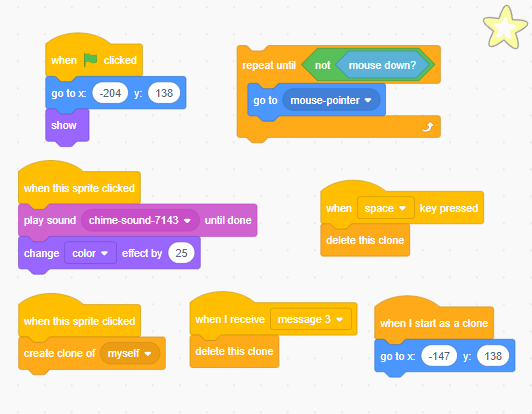 when clicked
go to x: -204 y: 138
show
repeat until not mouse down?
go to mouse-pointer
when this sprite clicked
play sound chime-sound-7143 until done
change color effect by 25
when space key pressed
delete this clone
when this sprite clicked
create clone of myself
when I receive message 3
delete this clone
when I start as a clone
go to x: -147 y: 138